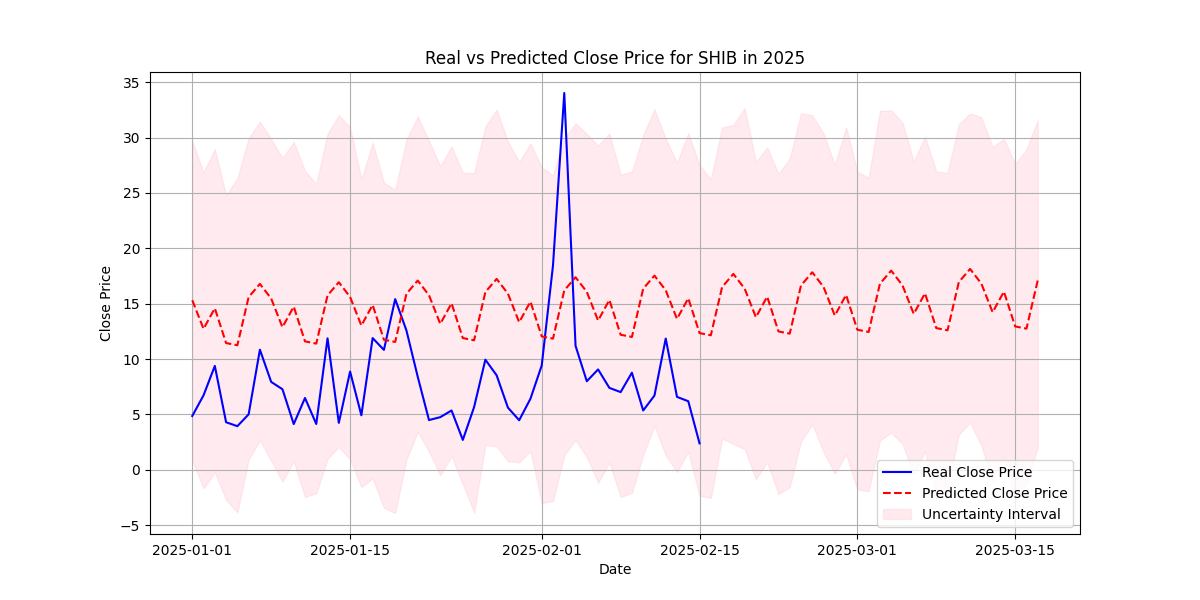 Real vs Predicted Close Price for SHIB in 2025
Close Price
35
30
25
20
15
10
5
0
−5
2025-01-01
2025-01-15
2025-02-01
2025-02-15
2025-03-01
2025-03-15
Date
Real Close Price
Predicted Close Price
Uncertainty Interval